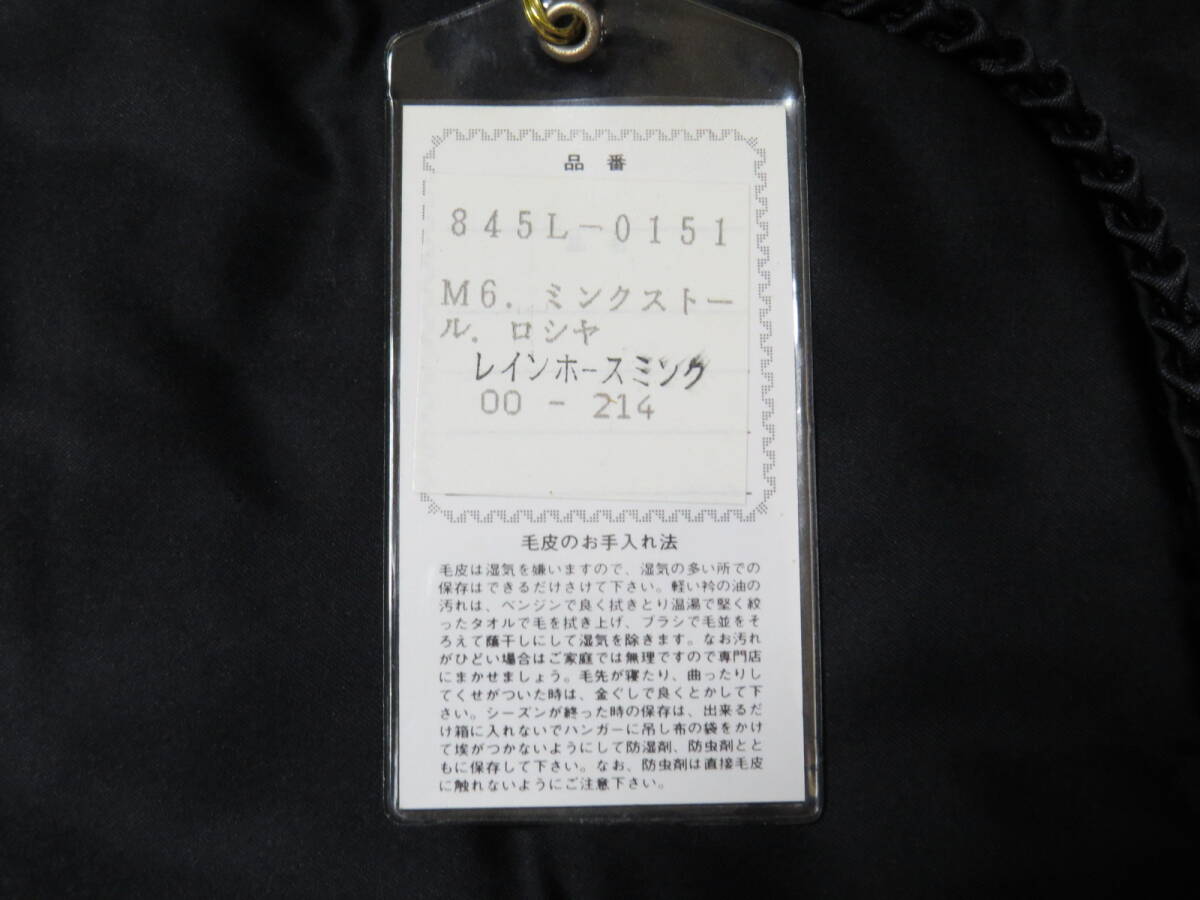 品番
845L-0151
M6.ミンクストー
ル.ロシヤ
レインホースミンク
00 - 214
毛皮のお手入れ法
毛皮は湿気を嫌いますので、湿気の多い所での
保存はできるだけさけて下さい。軽い衿の油の
汚れは、ベンジンで良く拭きとり温湯で堅く絞
ったタオルで毛を拭き上げ、ブラシで毛並をそ
ろえて蔭干しにして湿気を除きます。なお汚れ
がひどい場合はご家庭では無理ですので専門店
にまかせましょう。毛先が寝たり、曲ったりし
てくせがついた時は、金ぐしで良くとかして下
さい。シーズンが終った時の保存は、出来るだ
け箱に入れないでハンガーに吊し布の袋をかけ
て埃がつかないようにして防湿剤、防虫剤とと
もに保存して下さい。なお、防虫剤は直接毛皮
に触れないようにご注意下さい。